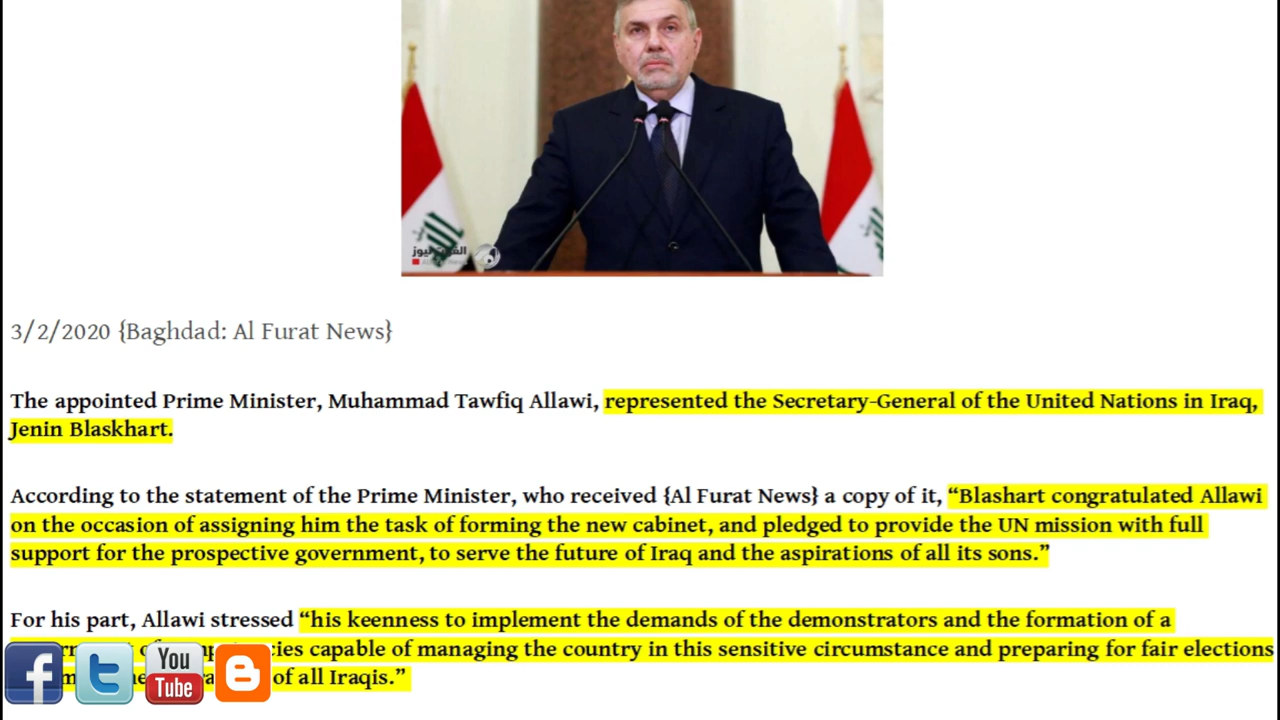 الفرات نيوز
3/2/2020 {Baghdad: Al Furat News}
The appointed Prime Minister, Muhammad Tawfiq Allawi, represented the Secretary-General of the United Nations in Iraq,
Jenin Blaskhart.
According to the statement of the Prime Minister, who received {Al Furat News} a copy of it, “Blashart congratulated Allawi
on the occasion of assigning him the task of forming the new cabinet, and pledged to provide the UN mission with full
support for the prospective government, to serve the future of Iraq and the aspirations of all its sons.”
For his part, Allawi stressed “his keenness to implement the demands of the demonstrators and the formation of a
capable of managing the country in this sensitive circumstance and preparing for fair elections
of all Iraqis.”
You
Tube